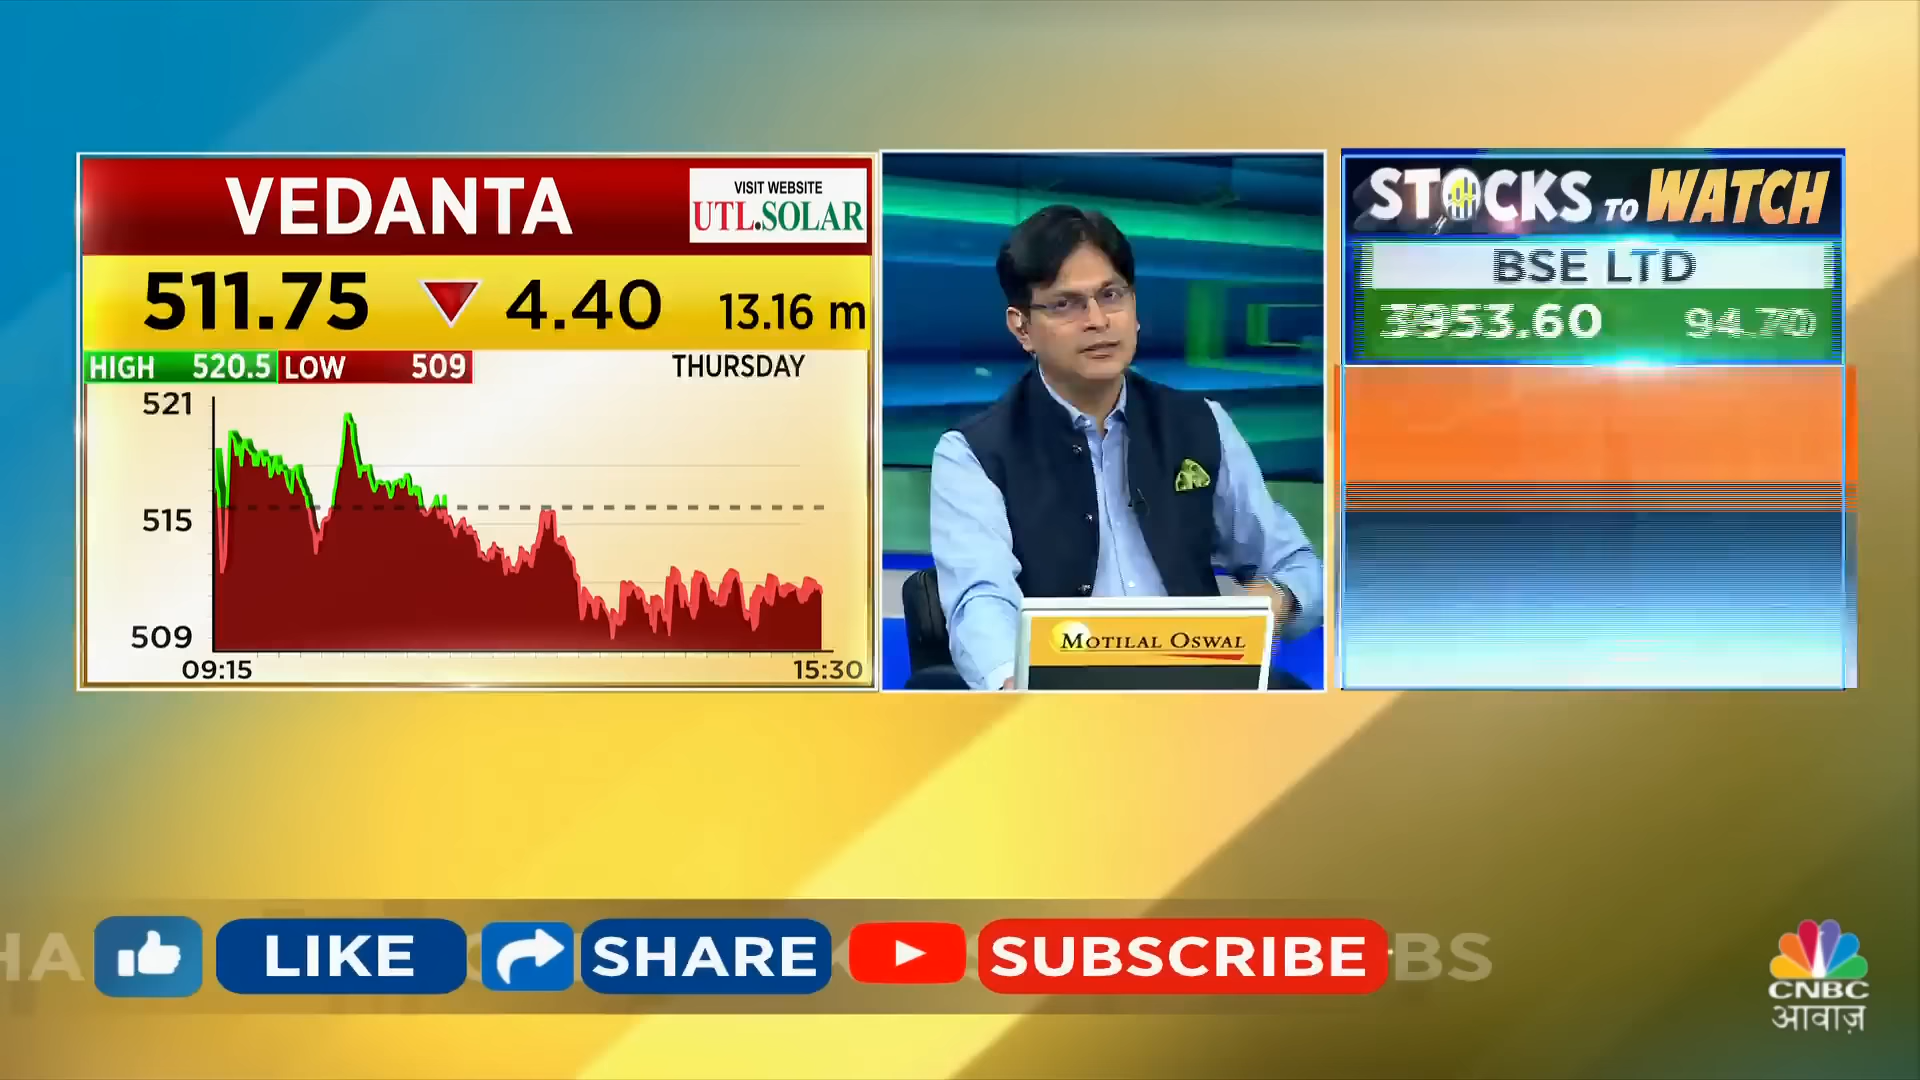 VEDANTA
VISIT WEBSITE
UTL.SOLAR
511.75 ▼ 4.40 13.16 m
HIGH 520.5 LOW 509 THURSDAY
521
515
509
09:15 15:30
MOTILAL OSWAL
STOCKS TO WATCH
BSE LTD
3953.60
LIKE SHARE SUBSCRIBE
CNBC
आवाज़